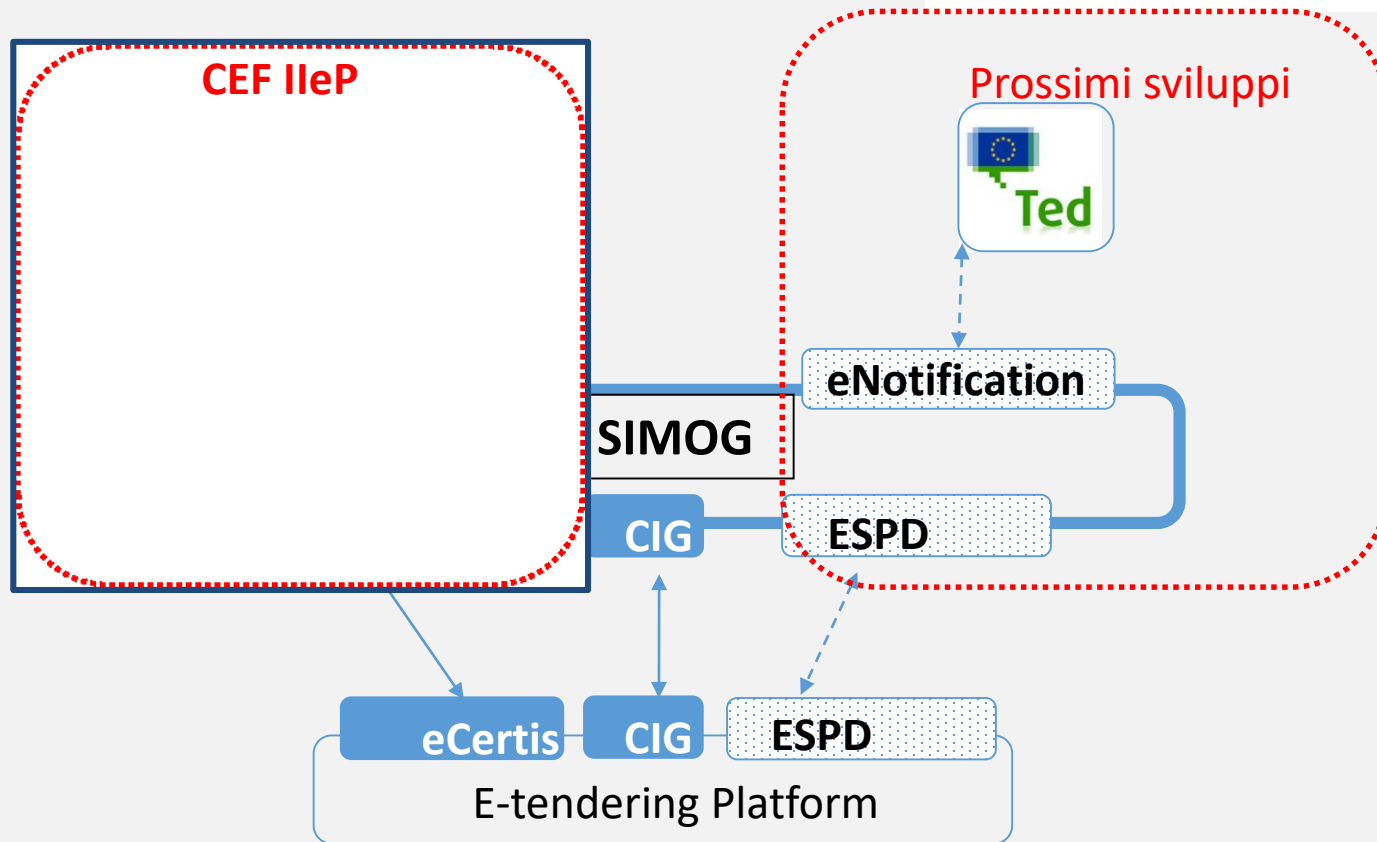 CEF IIeP
Prossimi sviluppi
Ted
eNotification
SIMOG
CIG
ESPD
eCertis
CIG
ESPD
E-tendering Platform